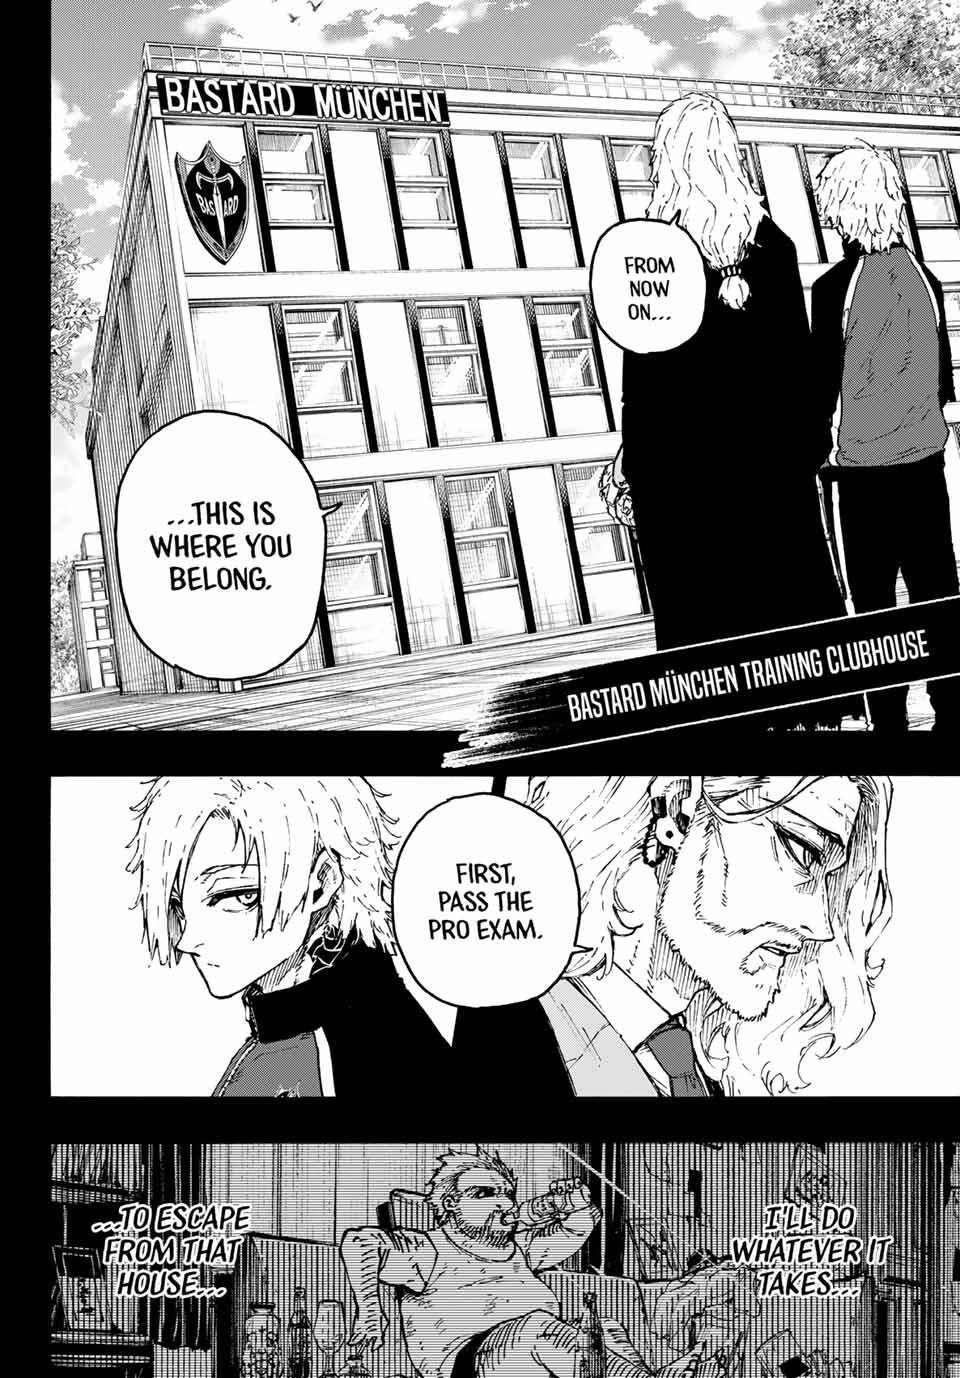 BASTARD MÜNCHEN
BASTARD
FROM
NOW
ON...
...THIS IS
WHERE YOU
BELONG.
BASTARD MÜNCHEN TRAINING CLUBHOUSE
FIRST,
PASS THE
PRO EXAM.
I'LL DO
WHATEVER IT
TAKES...
...TO ESCAPE
FROM THAT
HOUSE...